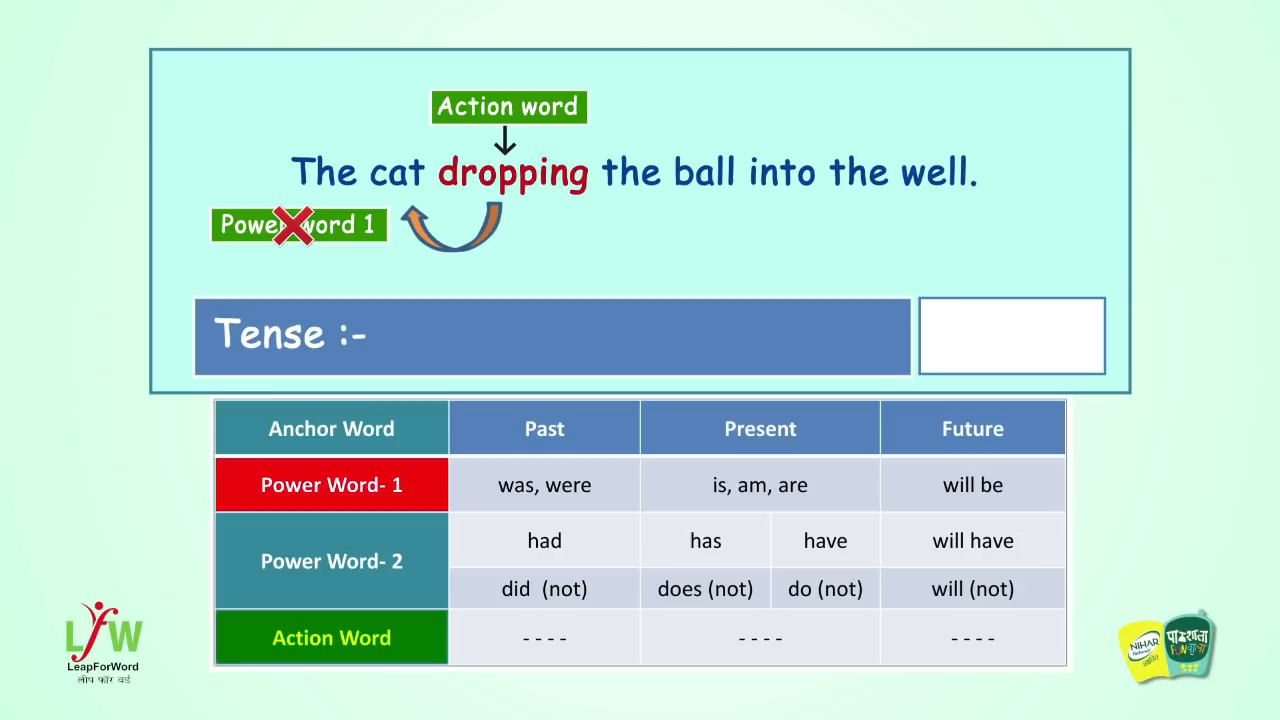 Action word
The cat dropping the ball into the well.
Power word 1
Tense :-
Anchor Word Past Present Future
Power Word- 1 was, were is, am, are will be
Power Word- 2 had has have will have
did (not) does (not) do (not) will (not)
Action Word - - - - - - - - - - - -
LfW
LeapForWord
लीप फॉर वर्ड
NIHAR
पाठशाला
FUNवाला